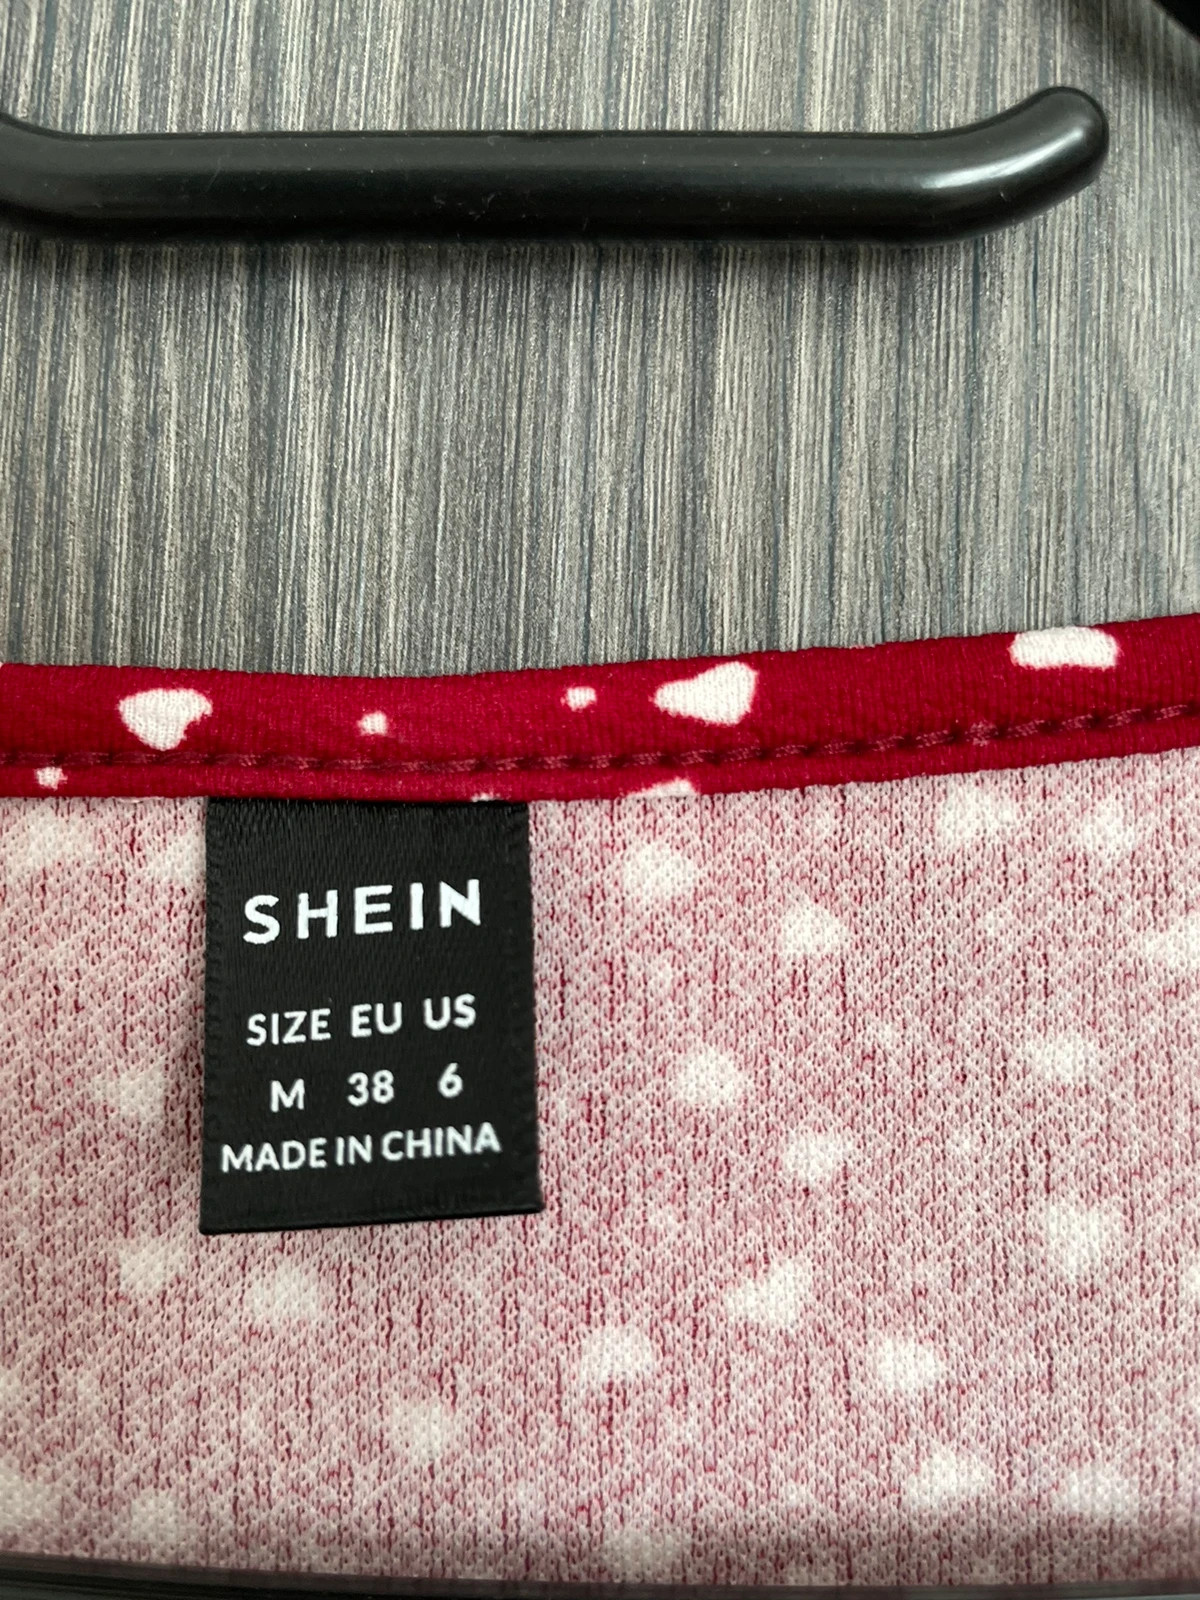 SHEIN
SIZE EU US
M 38 6
MADE IN CHINA